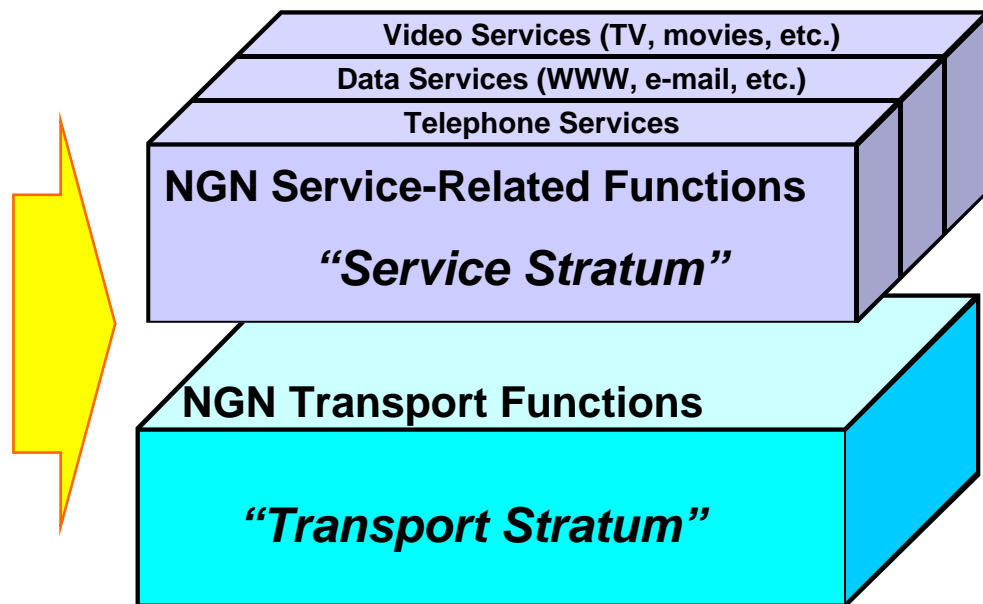 Video Services (TV, movies, etc.)
Data Services (WWW, e-mail, etc.)
Telephone Services
NGN Service-Related Functions
“Service Stratum”
NGN Transport Functions
“Transport Stratum”